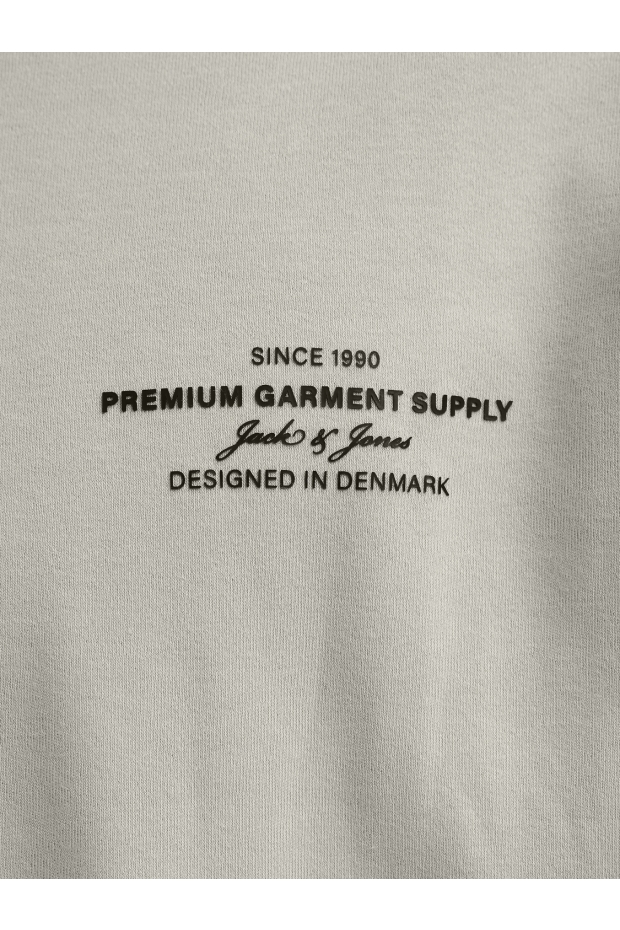 SINCE 1990
PREMIUM GARMENT SUPPLY
Jack & Jones
DESIGNED IN DENMARK